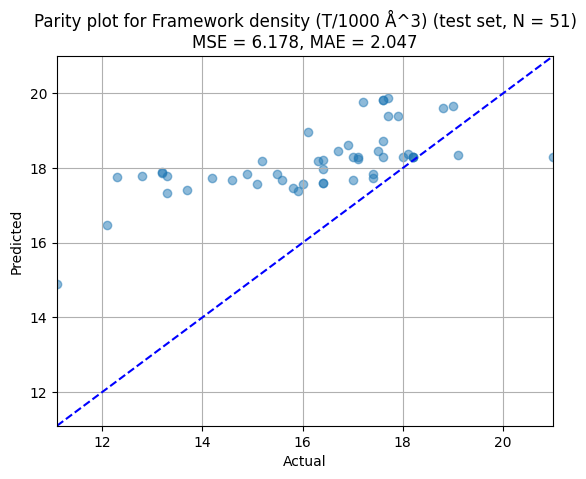 Parity plot for Framework density (T/1000 Å^3) (test set, N = 51)
MSE = 6.178, MAE = 2.047
20
18
16
14
12
Predicted
12 14 16 18 20
Actual